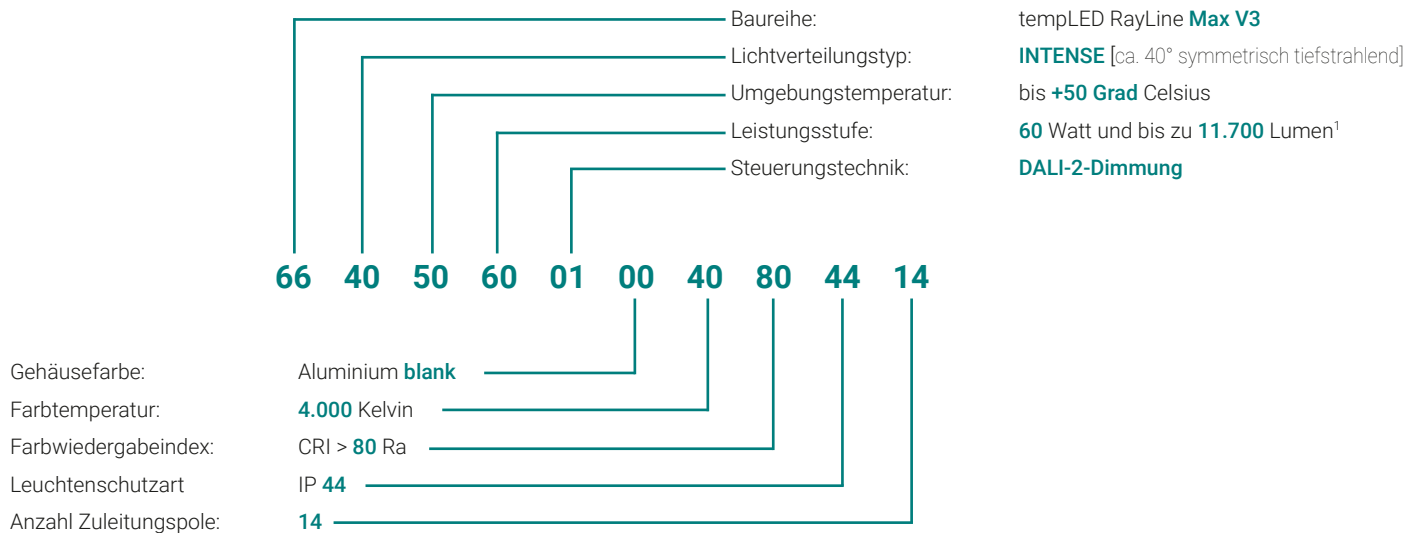 Baureihe: tempLED RayLine Max V3
Lichtverteilungstyp: INTENSE [ca. 40° symmetrisch tiefstrahlend]
Umgebungstemperatur: bis +50 Grad Celsius
Leistungsstufe: 60 Watt und bis zu 11.700 Lumen¹
Steuerungstechnik: DALI-2-Dimmung
66 40 50 60 01 00 40 80 44 14
Gehäusefarbe: Aluminium blank
Farbtemperatur: 4.000 Kelvin
Farbwiedergabeindex: CRI > 80 Ra
Leuchtenschutzart IP 44
Anzahl Zuleitungspole: 14